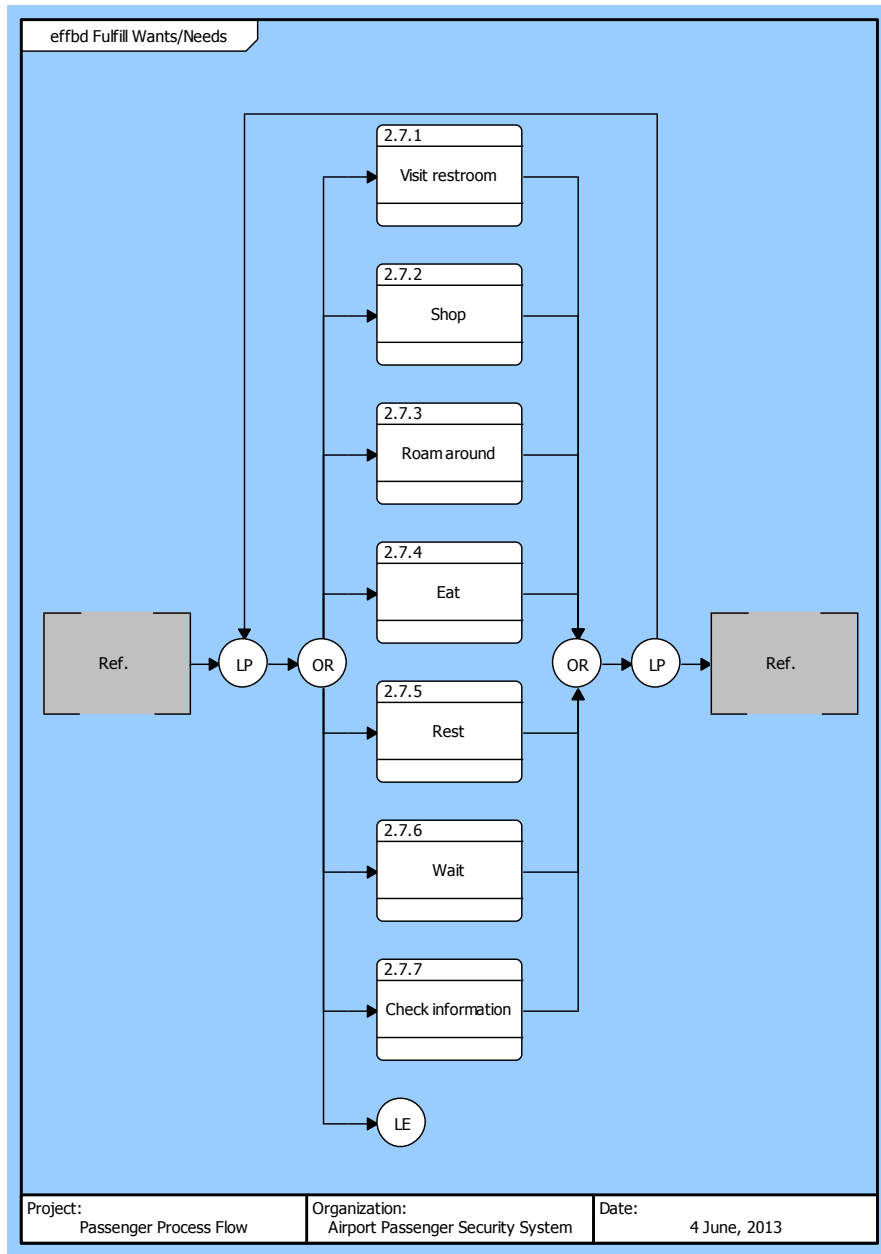 effbd Fulfill Wants/Needs
2.7.1
Visit restroom
2.7.2
Shop
2.7.3
Roam around
2.7.4
Eat
Ref.
LP
OR
OR
LP
Ref.
2.7.5
Rest
2.7.6
Wait
2.7.7
Check information
LE
Project:
Passenger Process Flow
Organization:
Airport Passenger Security System
Date:
4 June, 2013